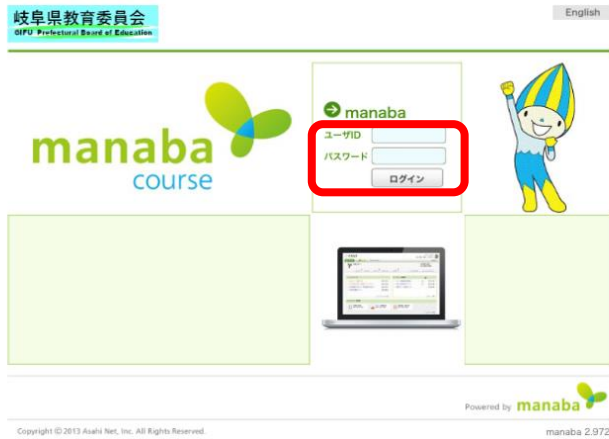 岐阜県教育委員会
GIFU Prefectural Board of Education
English
manaba
course
manaba
ユーザID
パスワード
ログイン
Powered by manaba
Copyright © 2013 Asahi Net, Inc. All Rights Reserved.
manaba 2.972